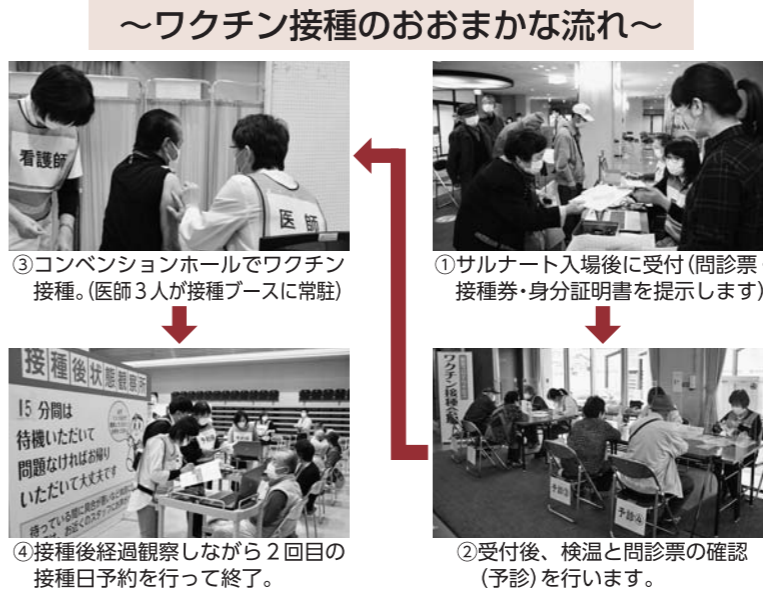 ～ワクチン接種のおおまかな流れ～
看護師
医師
①サルナート入場後に受付(問診票・
接種券・身分証明書を提示します)
ワクチン接種会
予診③
予診④
②受付後、検温と問診票の確認
(予診)を行います。
③コンベンションホールでワクチン
接種。(医師３人が接種ブースに常駐)
接種後状態観察所
15分間は
待機いただいて
問題なければお帰り
いただいて大丈夫です
④接種後経過観察しながら２回目の
接種日予約を行って終了。